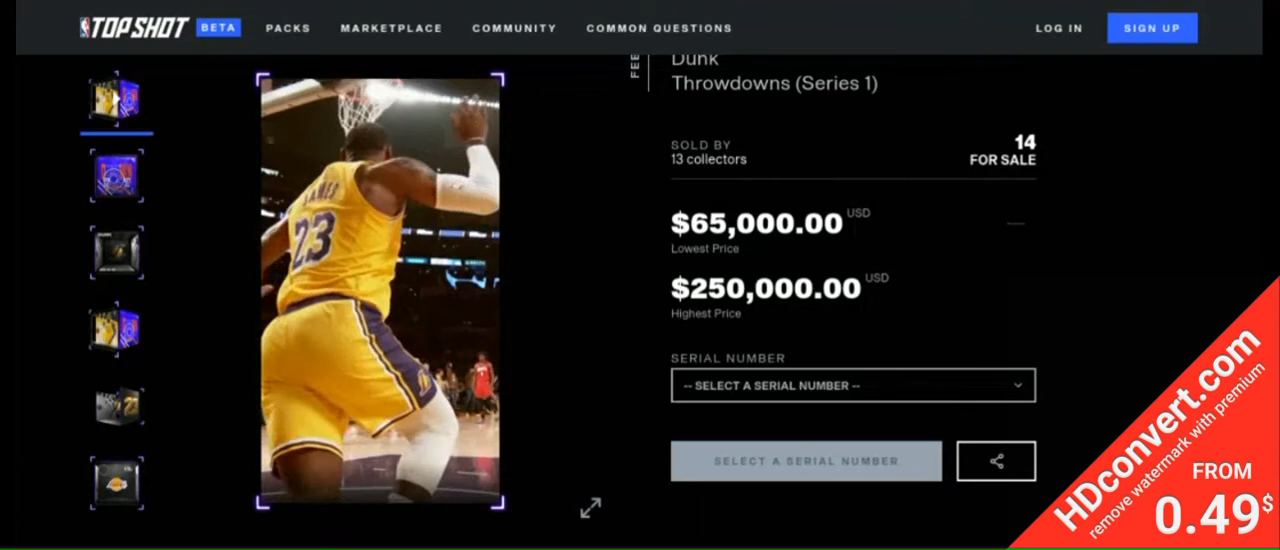 TOP SHOT BETA PACKS MARKETPLACE COMMUNITY COMMON QUESTIONS LOG IN SIGN UP
FEE
Dunk
Throwdowns (Series 1)
SOLD BY
13 collectors
14
FOR SALE
$65,000.00 USD
Lowest Price
$250,000.00 USD
Highest Price
SERIAL NUMBER
-- SELECT A SERIAL NUMBER --
SELECT A SERIAL NUMBER
JAMES
23
HDconvert.com
remove watermark with premium
FROM
0.49$